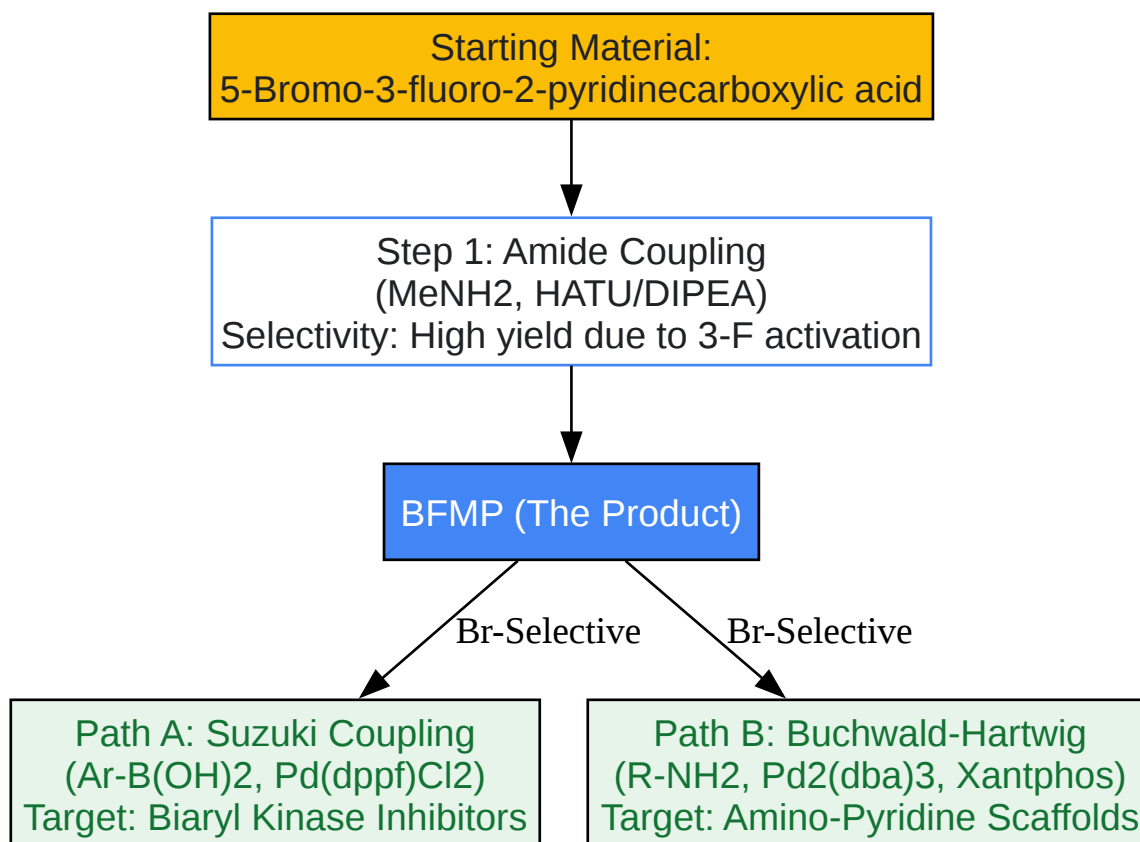 Starting Material:
5-Bromo-3-fluoro-2-pyridinecarboxylic acid
Step 1: Amide Coupling
(MeNH2, HATU/DIPEA)
Selectivity: High yield due to 3-F activation
BFMP (The Product)
Br-Selective
Br-Selective
Path A: Suzuki Coupling
(Ar-B(OH)2, Pd(dppf)Cl2)
Target: Biaryl Kinase Inhibitors
Path B: Buchwald-Hartwig
(R-NH2, Pd2(dba)3, Xantphos)
Target: Amino-Pyridine Scaffolds